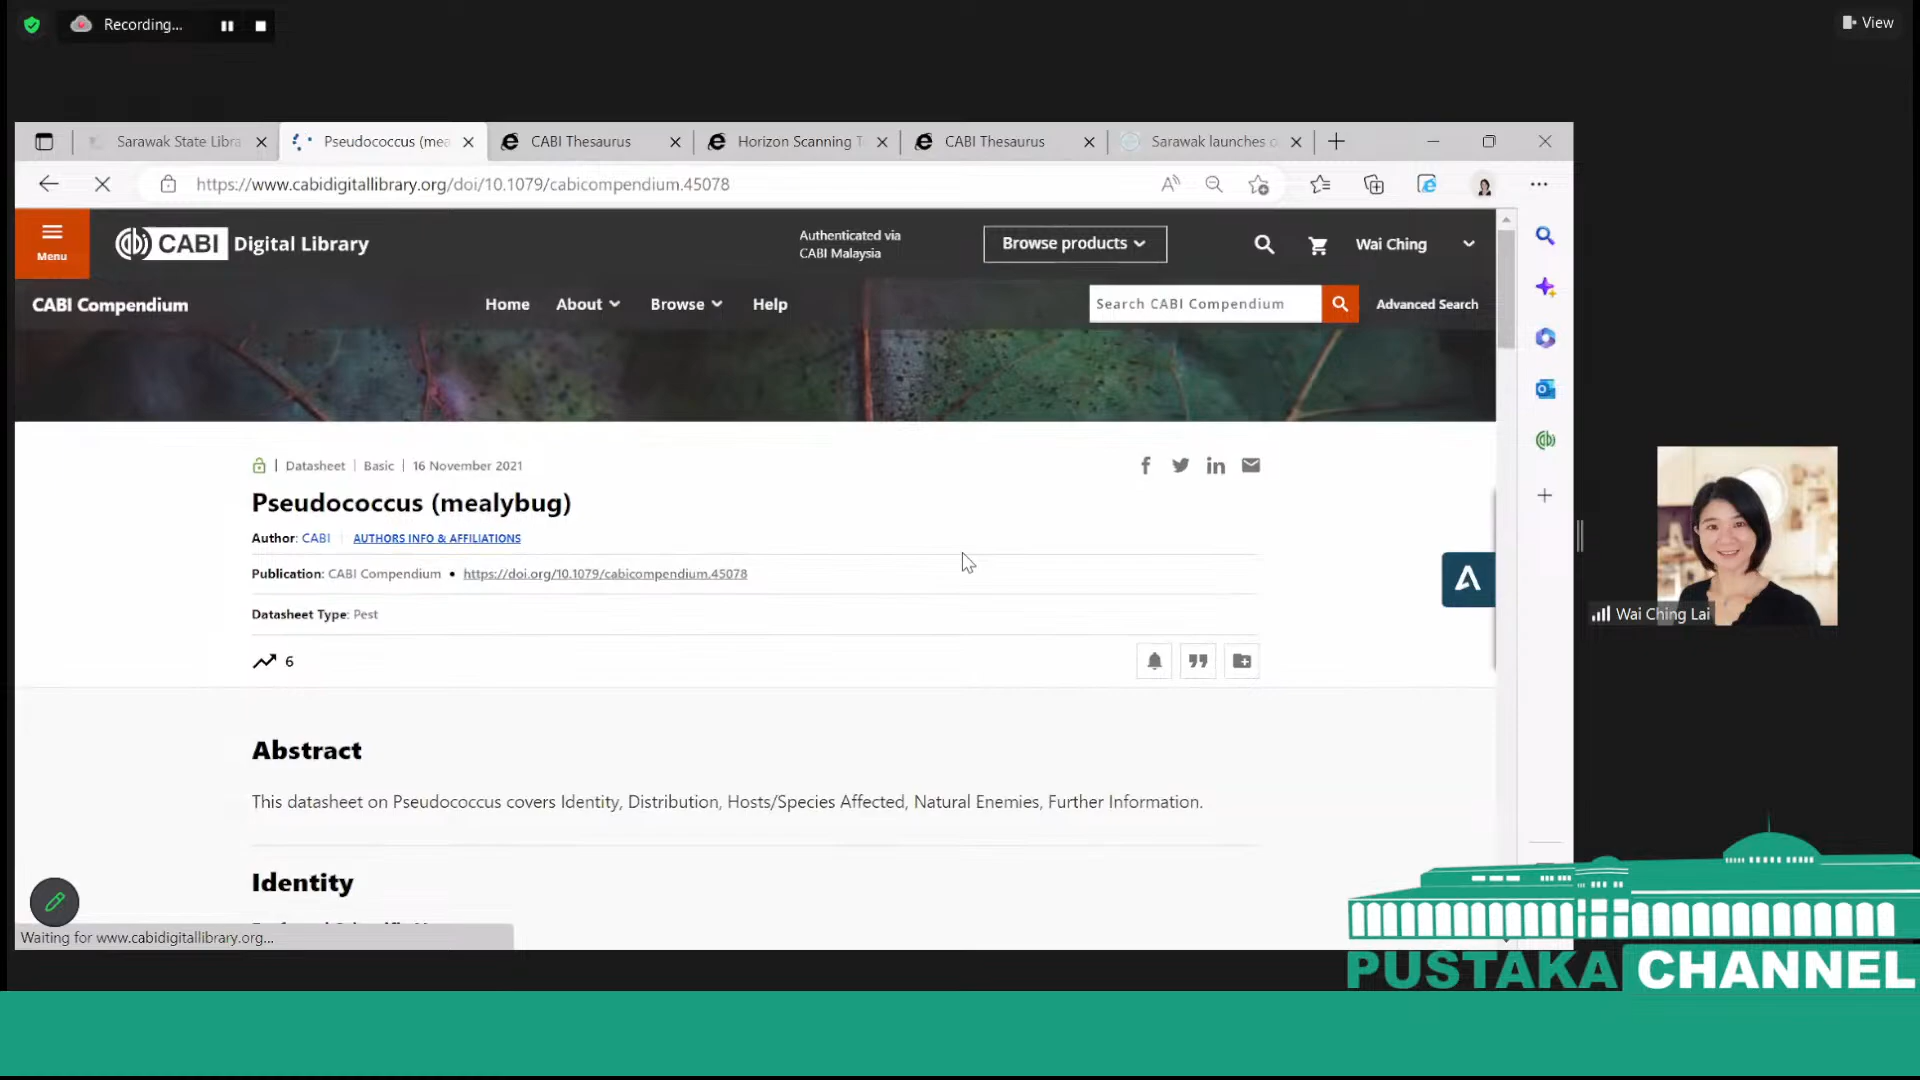 Recording...
View
Sarawak State Libra
Pseudococcus (mea
CABI Thesaurus
Horizon Scanning T
CABI Thesaurus
Sarawak launches o
https://www.cabidigitallibrary.org/doi/10.1079/cabicompendium.45078
Menu
CABI Digital Library
Authenticated via
CABI Malaysia
Browse products
Wai Ching
CABI Compendium
Home
About
Browse
Help
Search CABI Compendium
Advanced Search
Datasheet | Basic | 16 November 2021
Pseudococcus (mealybug)
Author: CABI
AUTHORS INFO & AFFILIATIONS
Publication: CABI Compendium • https://doi.org/10.1079/cabicompendium.45078
Datasheet Type: Pest
6
Wai Ching Lai
Abstract
This datasheet on Pseudococcus covers Identity, Distribution, Hosts/Species Affected, Natural Enemies, Further Information.
Identity
Waiting for www.cabidigitallibrary.org...
PUSTAKA CHANNEL